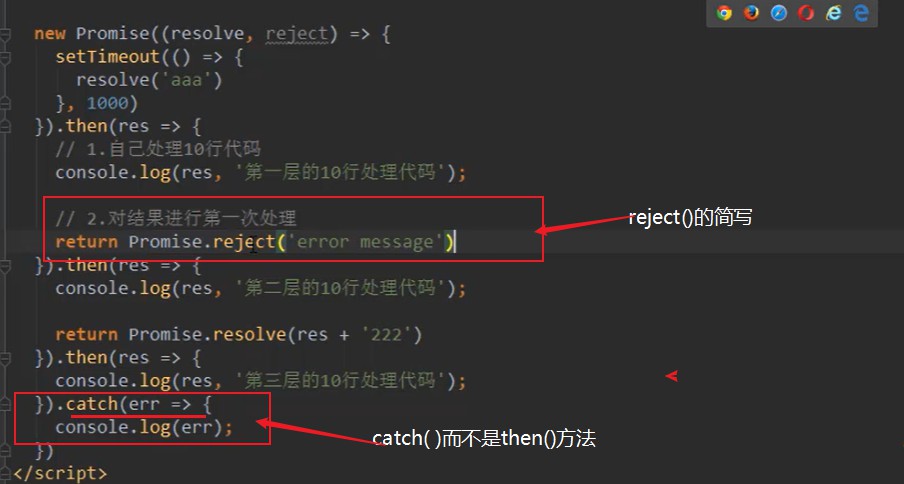 new Promise((resolve, reject) => {
setTimeout(() => {
resolve('aaa')
}, 1000)
}).then(res => {
// 1.自己处理10行代码
console.log(res, '第一层的10行处理代码');
// 2.对结果进行第一次处理
reject()的简写
return Promise.reject('error message')
}).then(res => {
console.log(res, '第二层的10行处理代码');
return Promise.resolve(res + '222')
}).then(res => {
console.log(res, '第三层的10行处理代码');
}).catch(err => {
console.log(err);
catch( )而不是then()方法
})
</script>